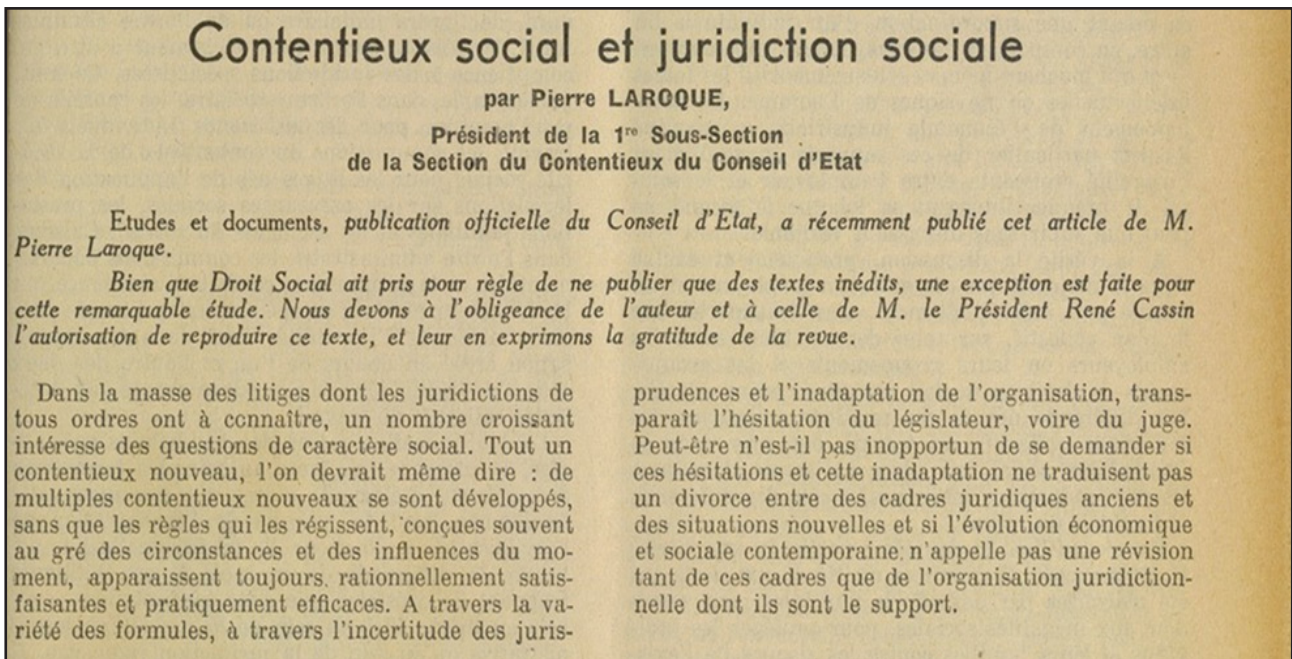 Contentieux social et juridiction sociale
par Pierre LAROQUE,
Président de la 1re Sous-Section
de la Section du Contentieux du Conseil d'Etat
Etudes et documents, publication officielle du Conseil d'Etat, a récemment publié cet article de M.
Pierre Laroque.
Bien que Droit Social ait pris pour règle de ne publier que des textes inédits, une exception est faite pour
cette remarquable étude. Nous devons à l'obligeance de l'auteur et à celle de M. le Président René Cassin
l'autorisation de reproduire ce texte, et leur en exprimons la gratitude de la revue.
Dans la masse des litiges dont les juridictions de
tous ordres ont à connaître, un nombre croissant
intéresse des questions de caractère social. Tout un
contentieux nouveau, l'on devrait même dire : de
multiples contentieux nouveaux se sont développés,
sans que les règles qui les régissent, conçues souvent
au gré des circonstances et des influences du mo-
ment, apparaissent toujours rationnellement satis-
faisantes et pratiquement efficaces. A travers la va-
riété des formules, à travers l'incertitude des juris-
prudences et l'inadaptation de l'organisation, trans-
paraît l'hésitation du législateur, voire du juge.
Peut-être n'est-il pas inopportun de se demander si
ces hésitations et cette inadaptation ne traduisent pas
un divorce entre des cadres juridiques anciens et
des situations nouvelles et si l'évolution économique
et sociale contemporaine n'appelle pas une révision
tant de ces cadres que de l'organisation juridiction-
nelle dont ils sont le support.